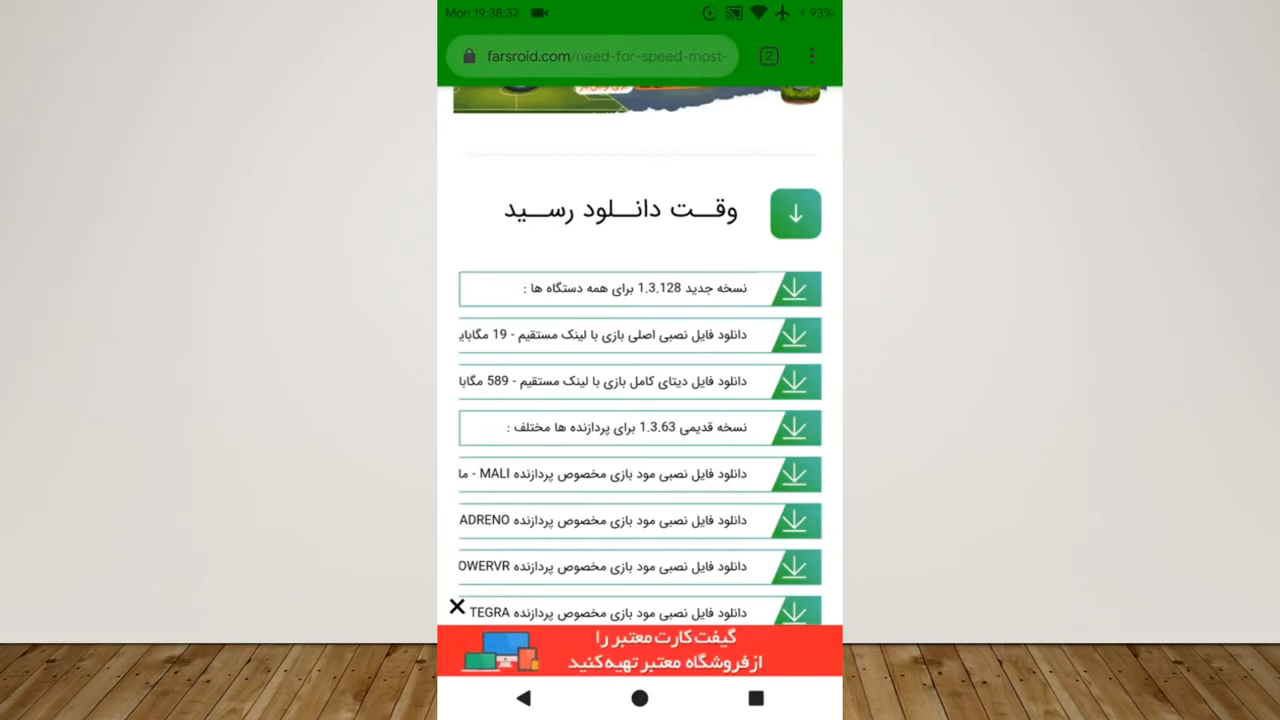 Mon 19:38:32
93%
farsroid.com/need-for-speed-most-
2
وقــت دانــلود رســید
نسخه جدید 1.3.128 برای همه دستگاه ها :
دانلود فایل نصبی اصلی بازی با لینک مستقیم - 19 مگابای
دانلود فایل دیتای کامل بازی با لینک مستقیم - 589 مگابا
نسخه قدیمی 1.3.63 برای پردازنده ها مختلف :
دانلود فایل نصبی مود بازی مخصوص پردازنده MALI - ما
دانلود فایل نصبی مود بازی مخصوص پردازنده ADRENO
دانلود فایل نصبی مود بازی مخصوص پردازنده OWERVR
دانلود فایل نصبی مود بازی مخصوص پردازنده TEGRA
گیفت کارت معتبر را
از فروشگاه معتبر تهیه کنید